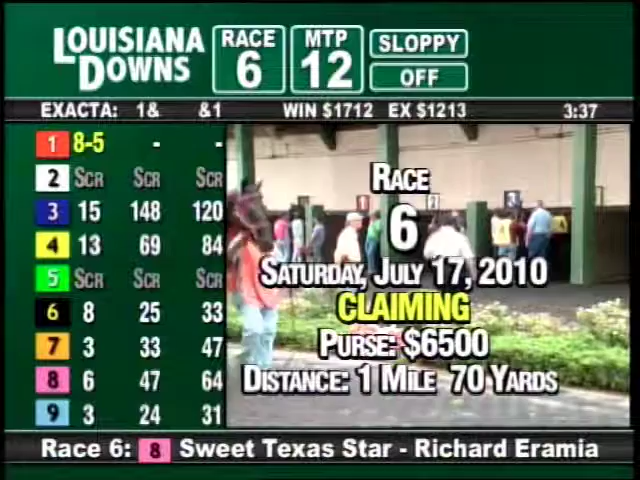 LOUISIANA DOWNS
RACE 6
MTP 12
SLOPPY
OFF
EXACTA: 1& &1 WIN $1712 EX $1213 3:37
1 8-5 - -
2 SCR SCR SCR
3 15 148 120
4 13 69 84
5 SCR SCR SCR
6 8 25 33
7 3 33 47
8 6 47 64
9 3 24 31
RACE
6
SATURDAY, JULY 17, 2010
CLAIMING
PURSE: $6500
DISTANCE: 1 MILE 70 YARDS
1
2
3
Race 6: 8 Sweet Texas Star - Richard Eramia